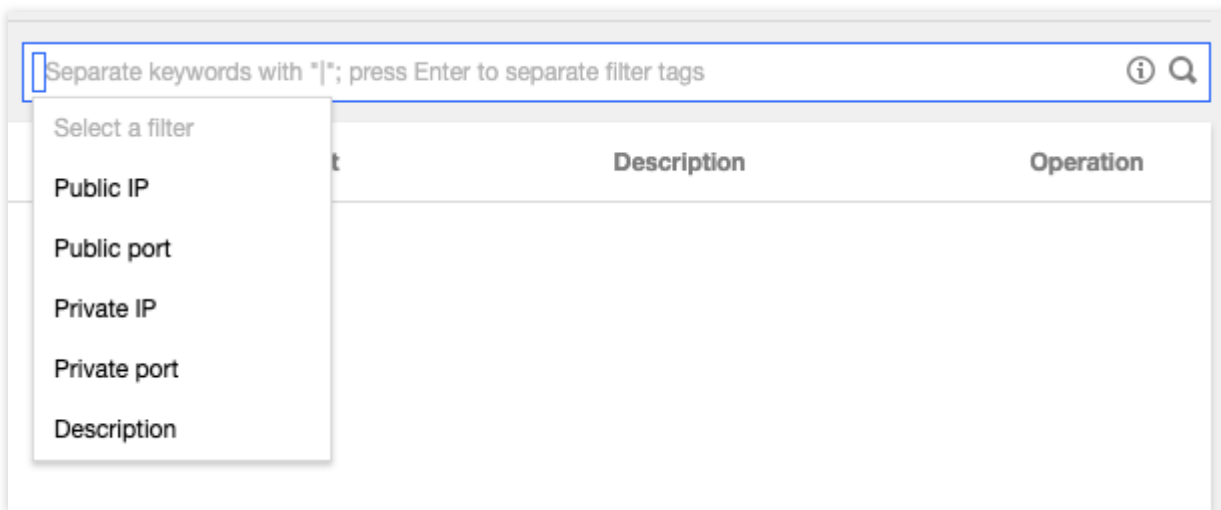 Separate keywords with "|"; press Enter to separate filter tags
Select a filter
t Description Operation
Public IP
Public port
Private IP
Private port
Description